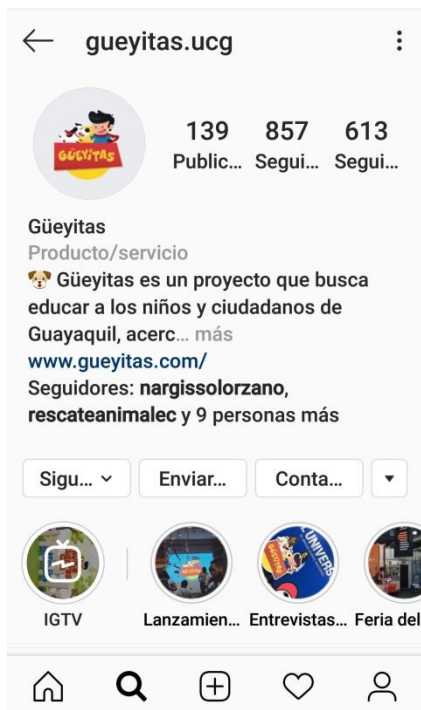 gueyitas.ucg
GÜEYITAS
139 857 613
Public... Segui... Segui...
Güeyitas
Producto/servicio
🐶 Güeyitas es un proyecto que busca
educar a los niños y ciudadanos de
Guayaquil, acerc... más
www.gueyitas.com/
Seguidores: nargissolorzano,
rescateanimalec y 9 personas más
Sigu... Enviar... Conta...
IGTV Lanzamien... Entrevistas... Feria del